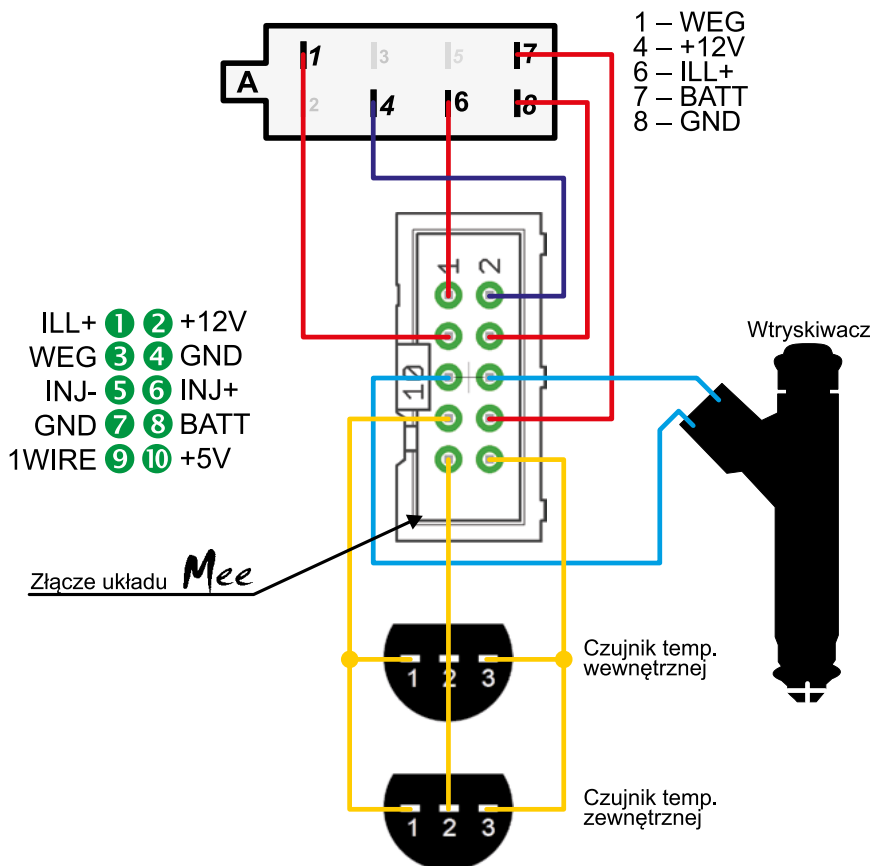 1 – WEG
4 – +12V
6 – ILL+
7 – BATT
8 – GND
1 3 5 7
A
2 4 6 8
1 2
10
ILL+ 1 2 +12V
WEG 3 4 GND
INJ- 5 6 INJ+
GND 7 8 BATT
1WIRE 9 10 +5V
Wtryskiwacz
Złącze układu Mee
Czujnik temp.
wewnętrznej
1 2 3
Czujnik temp.
zewnętrznej
1 2 3